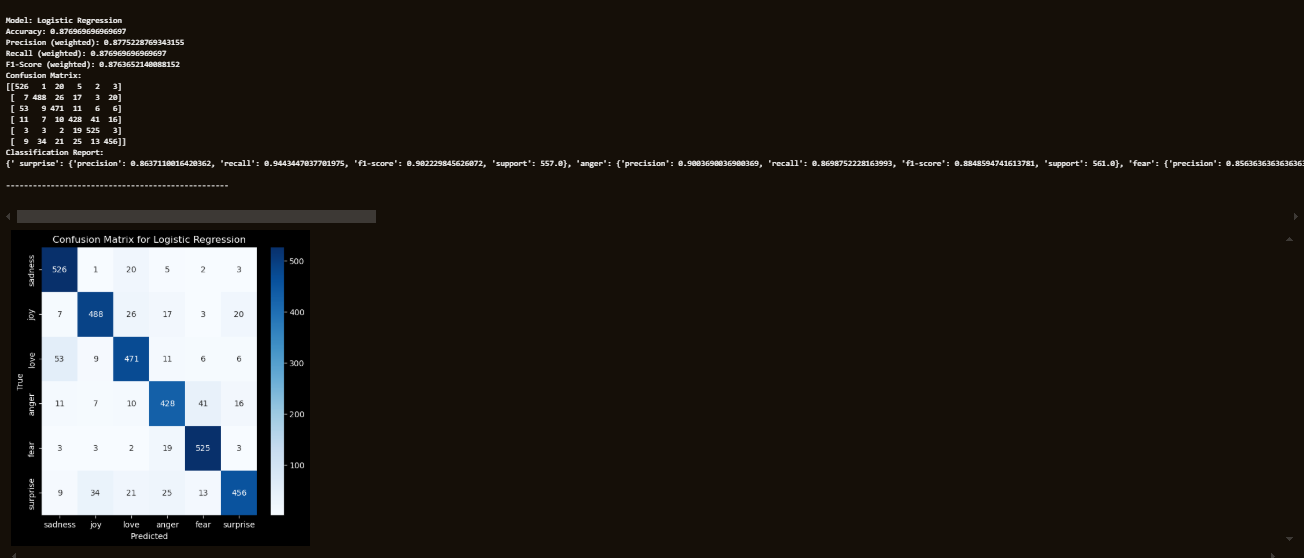 Model: Logistic Regression
Accuracy: 0.876969696969697
Precision (weighted): 0.8775228769343155
Recall (weighted): 0.876969696969697
F1-Score (weighted): 0.8763652140088152
Confusion Matrix:
[[526   1  20   5   2   3]
 [  7 488  26  17   3  20]
 [ 53   9 471  11   6   6]
 [ 11   7  10 428  41  16]
 [  3   3   2  19 525   3]
 [  9  34  21  25  13 456]]
Classification Report:
{' surprise': {'precision': 0.8637110016420362, 'recall': 0.9443447037701975, 'f1-score': 0.902229845626072, 'support': 557.0}, 'anger': {'precision': 0.9003690036900369, 'recall': 0.8698752228163993, 'f1-score': 0.8848594741613781, 'support': 561.0}, 'fear': {'precision': 0.8563636363636363
--------------------------------------------------
Confusion Matrix for Logistic Regression
sadness 526 1 20 5 2 3
joy 7 488 26 17 3 20
love 53 9 471 11 6 6
anger 11 7 10 428 41 16
fear 3 3 2 19 525 3
surprise 9 34 21 25 13 456
True
sadness joy love anger fear surprise
Predicted
500
400
300
200
100